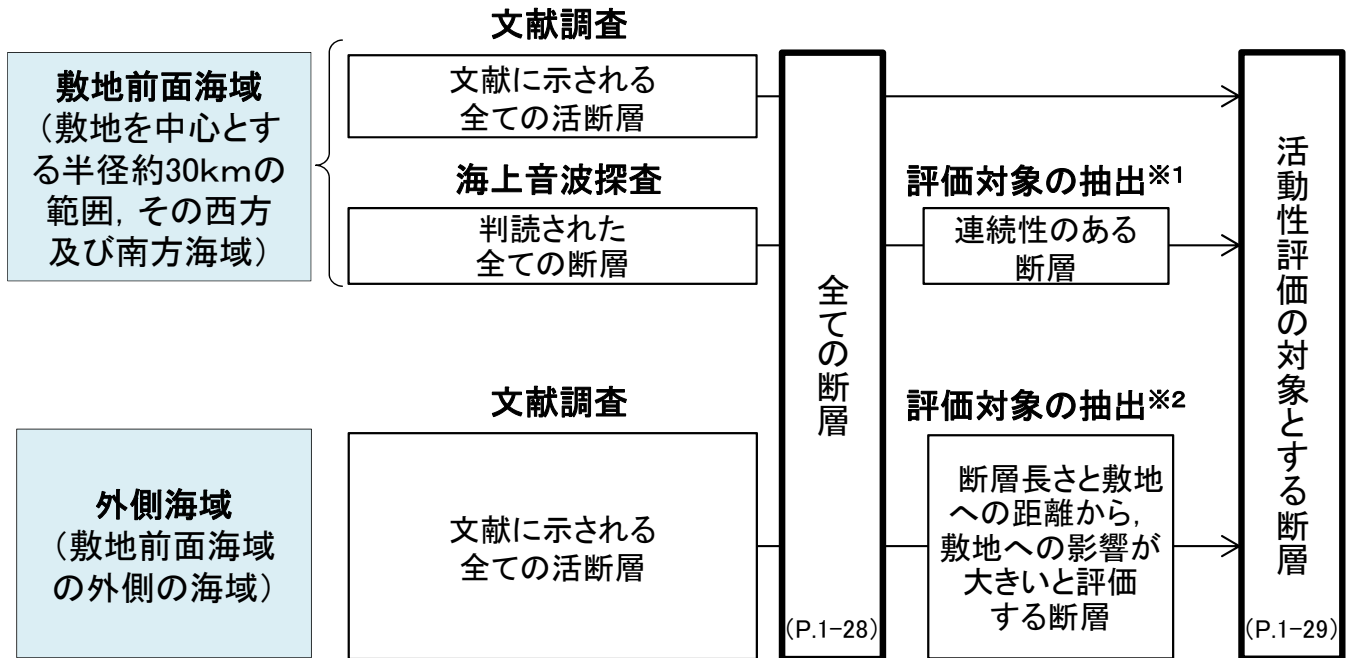 敷地前面海域
（敷地を中心とす
る半径約30kmの
範囲，その西方
及び南方海域）
文献調査
文献に示される
全ての活断層
海上音波探査
判読された
全ての断層
評価対象の抽出※1
連続性のある
断層
外側海域
（敷地前面海域
の外側の海域）
文献調査
文献に示される
全ての活断層
全ての断層
(P.1-28)
評価対象の抽出※2
断層長さと敷地
への距離から，
敷地への影響が
大きいと評価
する断層
活動性評価の対象とする断層
(P.1-29)